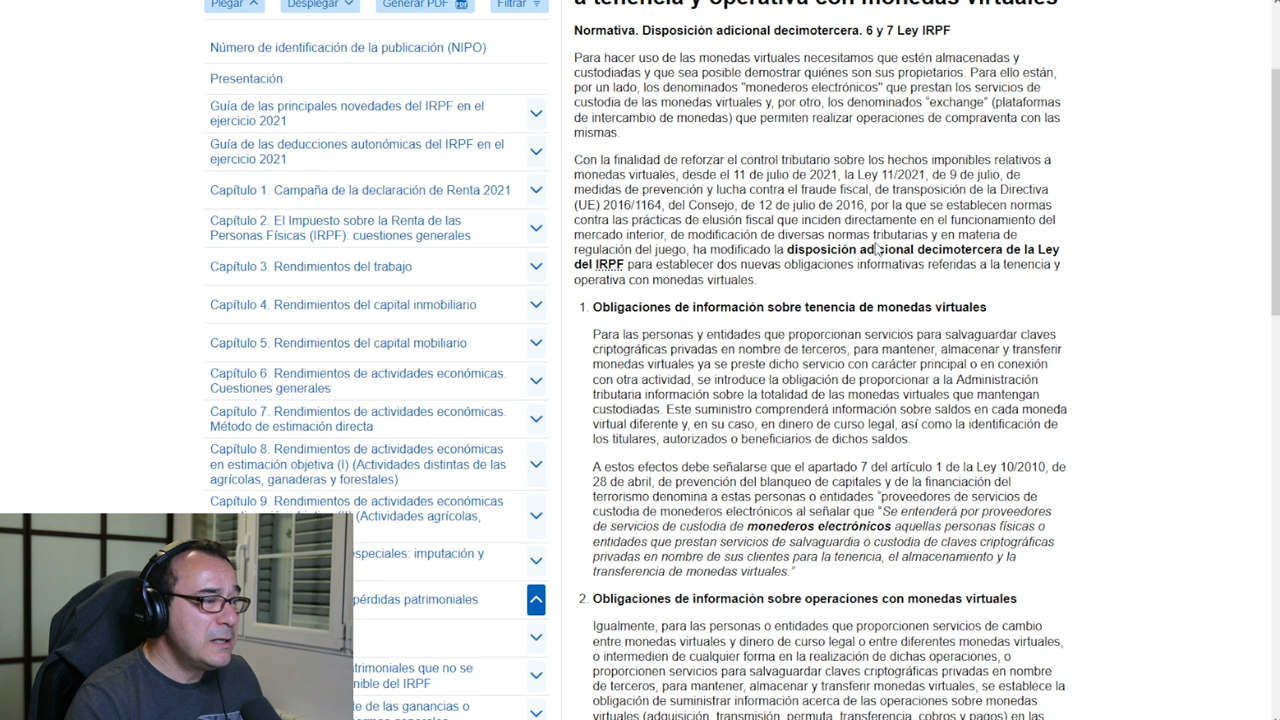 Plegar
Desplegar
Generar PDF
Filtrar
Número de identificación de la publicación (NIPO)
Presentación
Guía de las principales novedades del IRPF en el
ejercicio 2021
Guía de las deducciones autonómicas del IRPF en el
ejercicio 2021
Capítulo 1. Campaña de la declaración de Renta 2021
Capítulo 2. El Impuesto sobre la Renta de las
Personas Físicas (IRPF): cuestiones generales
Capítulo 3. Rendimientos del trabajo
Capítulo 4. Rendimientos del capital inmobiliario
Capítulo 5. Rendimientos del capital mobiliario
Capítulo 6. Rendimientos de actividades económicas.
Cuestiones generales
Capítulo 7. Rendimientos de actividades económicas.
Método de estimación directa
Capítulo 8. Rendimientos de actividades económicas
en estimación objetiva (I) (Actividades distintas de las
agrícolas, ganaderas y forestales)
Capítulo 9. Rendimientos de actividades económicas
(Actividades agrícolas,
especiales: imputación y
pérdidas patrimoniales
trimoniales que no se
nible del IRPF
te de las ganancias o
a tenencia y operativa con monedas virtuales
Normativa. Disposición adicional decimotercera. 6 y 7 Ley IRPF
Para hacer uso de las monedas virtuales necesitamos que estén almacenadas y
custodiadas y que sea posible demostrar quiénes son sus propietarios. Para ello están,
por un lado, los denominados "monederos electrónicos" que prestan los servicios de
custodia de las monedas virtuales y, por otro, los denominados “exchange” (plataformas
de intercambio de monedas) que permiten realizar operaciones de compraventa con las
mismas.
Con la finalidad de reforzar el control tributario sobre los hechos imponibles relativos a
monedas virtuales, desde el 11 de julio de 2021, la Ley 11/2021, de 9 de julio, de
medidas de prevención y lucha contra el fraude fiscal, de transposición de la Directiva
(UE) 2016/1164, del Consejo, de 12 de julio de 2016, por la que se establecen normas
contra las prácticas de elusión fiscal que inciden directamente en el funcionamiento del
mercado interior, de modificación de diversas normas tributarias y en materia de
regulación del juego, ha modificado la disposición adicional decimotercera de la Ley
del IRPF para establecer dos nuevas obligaciones informativas referidas a la tenencia y
operativa con monedas virtuales.
1. Obligaciones de información sobre tenencia de monedas virtuales
Para las personas y entidades que proporcionan servicios para salvaguardar claves
criptográficas privadas en nombre de terceros, para mantener, almacenar y transferir
monedas virtuales ya se preste dicho servicio con carácter principal o en conexión
con otra actividad, se introduce la obligación de proporcionar a la Administración
tributaria información sobre la totalidad de las monedas virtuales que mantengan
custodiadas. Este suministro comprenderá información sobre saldos en cada moneda
virtual diferente y, en su caso, en dinero de curso legal, así como la identificación de
los titulares, autorizados o beneficiarios de dichos saldos.
A estos efectos debe señalarse que el apartado 7 del artículo 1 de la Ley 10/2010, de
28 de abril, de prevención del blanqueo de capitales y de la financiación del
terrorismo denomina a estas personas o entidades “proveedores de servicios de
custodia de monederos electrónicos al señalar que “Se entenderá por proveedores
de servicios de custodia de monederos electrónicos aquellas personas físicas o
entidades que prestan servicios de salvaguardia o custodia de claves criptográficas
privadas en nombre de sus clientes para la tenencia, el almacenamiento y la
transferencia de monedas virtuales.”
2. Obligaciones de información sobre operaciones con monedas virtuales
Igualmente, para las personas o entidades que proporcionen servicios de cambio
entre monedas virtuales y dinero de curso legal o entre diferentes monedas virtuales,
o intermedien de cualquier forma en la realización de dichas operaciones, o
proporcionen servicios para salvaguardar claves criptográficas privadas en nombre
de terceros, para mantener, almacenar y transferir monedas virtuales, se establece la
obligación de suministrar información acerca de las operaciones sobre monedas
virtuales (adquisición, transmisión, permuta, transferencia, cobros y pagos) en las